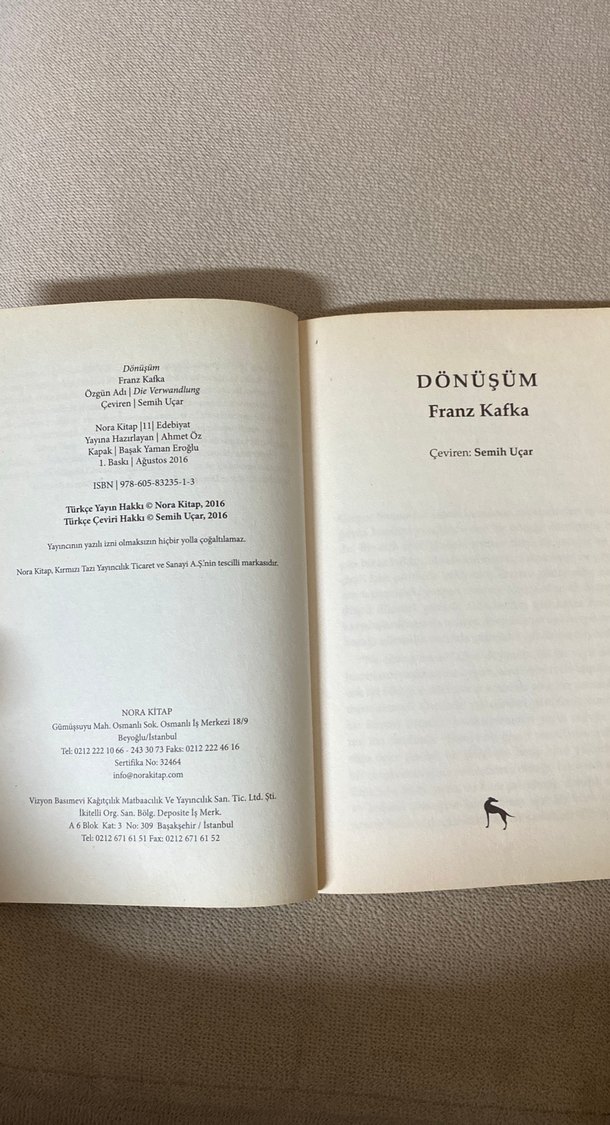 Dönüşüm
Franz Kafka
Özgün Adı | Die Verwandlung
Çeviren | Semih Uçar
Nora Kitap |11| Edebiyat
Yayına Hazırlayan | Ahmet Öz
Kapak | Başak Yaman Eroğlu
1. Baskı | Ağustos 2016
ISBN | 978-605-83235-1-3
Türkçe Yayın Hakkı © Nora Kitap, 2016
Türkçe Çeviri Hakkı © Semih Uçar, 2016
Yayıncının yazılı izni olmaksızın hiçbir yolla çoğaltılamaz.
Nora Kitap, Kırmızı Tazı Yayıncılık Ticaret ve Sanayi A.Ş'nin tescilli markasıdır.
NORA KİTAP
Gümüşsuyu Mah. Osmanlı Sok. Osmanlı İş Merkezi 18/9
Beyoğlu/İstanbul
Tel: 0212 222 10 66 - 243 30 73 Faks: 0212 222 46 16
Sertifika No: 32464
info@norakitap.com
Vizyon Basımevi Kağıtçılık Matbaacılık Ve Yayıncılık San. Tic. Ltd. Şti.
İkitelli Org. San. Bölg. Deposite İş Merk.
A 6 Blok Kat: 3 No: 309 Başakşehir / İstanbul
Tel: 0212 671 61 51 Fax: 0212 671 61 52
DÖNÜŞÜM
Franz Kafka
Çeviren: Semih Uçar